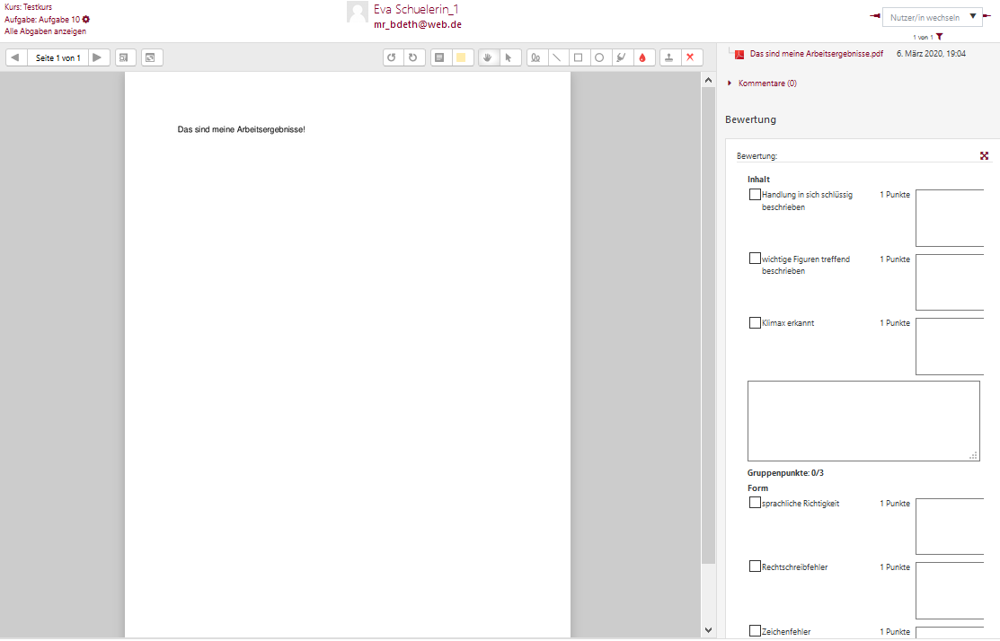 Kurs: Testkurs
Aufgabe: Aufgabe 10
Alle Abgaben anzeigen
Eva Schuelerin_1
mr_bdeth@web.de
Nutzer/in wechseln
1 von 1
Seite 1 von 1
Das sind meine Arbeitsergebnisse!
Das sind meine Arbeitsergebnisse.pdf 6. März 2020, 19:04
Kommentare (0)
Bewertung
Bewertung:
Inhalt
Handlung in sich schlüssig 1 Punkte
beschrieben
wichtige Figuren treffend 1 Punkte
beschrieben
Klimax erkannt 1 Punkte
Gruppenpunkte: 0/3
Form
sprachliche Richtigkeit 1 Punkte
Rechtschreibfehler 1 Punkte
Zeichenfehler 1 Punkte